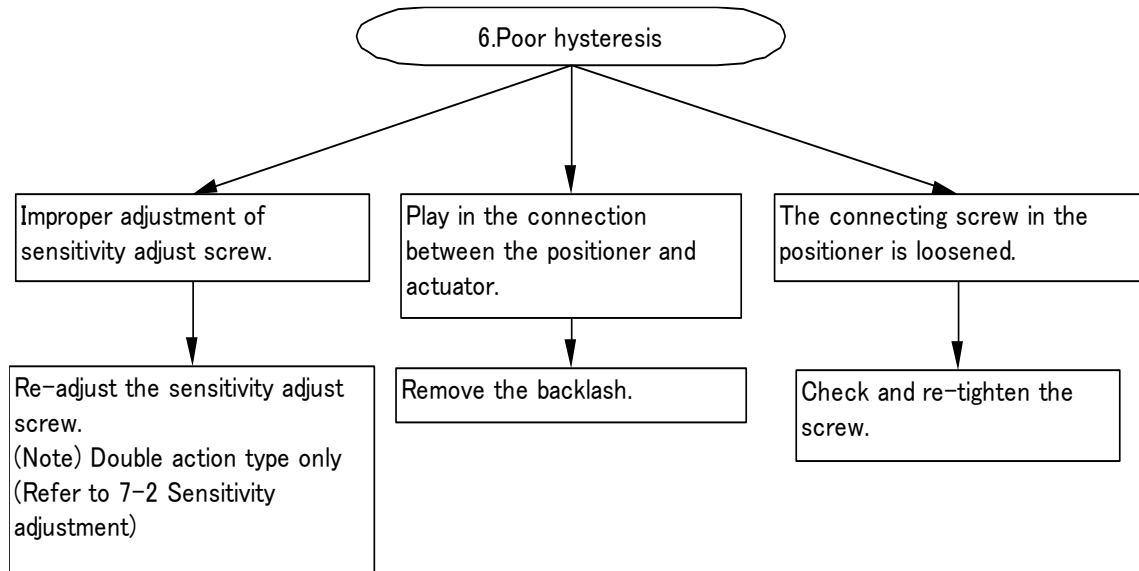 6.Poor hysteresis
Improper adjustment of
sensitivity adjust screw.
Play in the connection
between the positioner and
actuator.
The connecting screw in the
positioner is loosened.
Re-adjust the sensitivity adjust
screw.
(Note) Double action type only
(Refer to 7-2 Sensitivity
adjustment)
Remove the backlash.
Check and re-tighten the
screw.